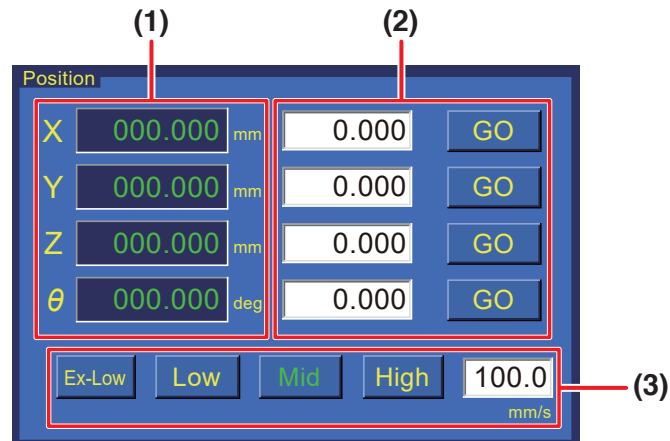 (1) (2)
Position
X 000.000 mm 0.000 GO
Y 000.000 mm 0.000 GO
Z 000.000 mm 0.000 GO
θ 000.000 deg 0.000 GO
Ex-Low Low Mid High 100.0 (3)
mm/s